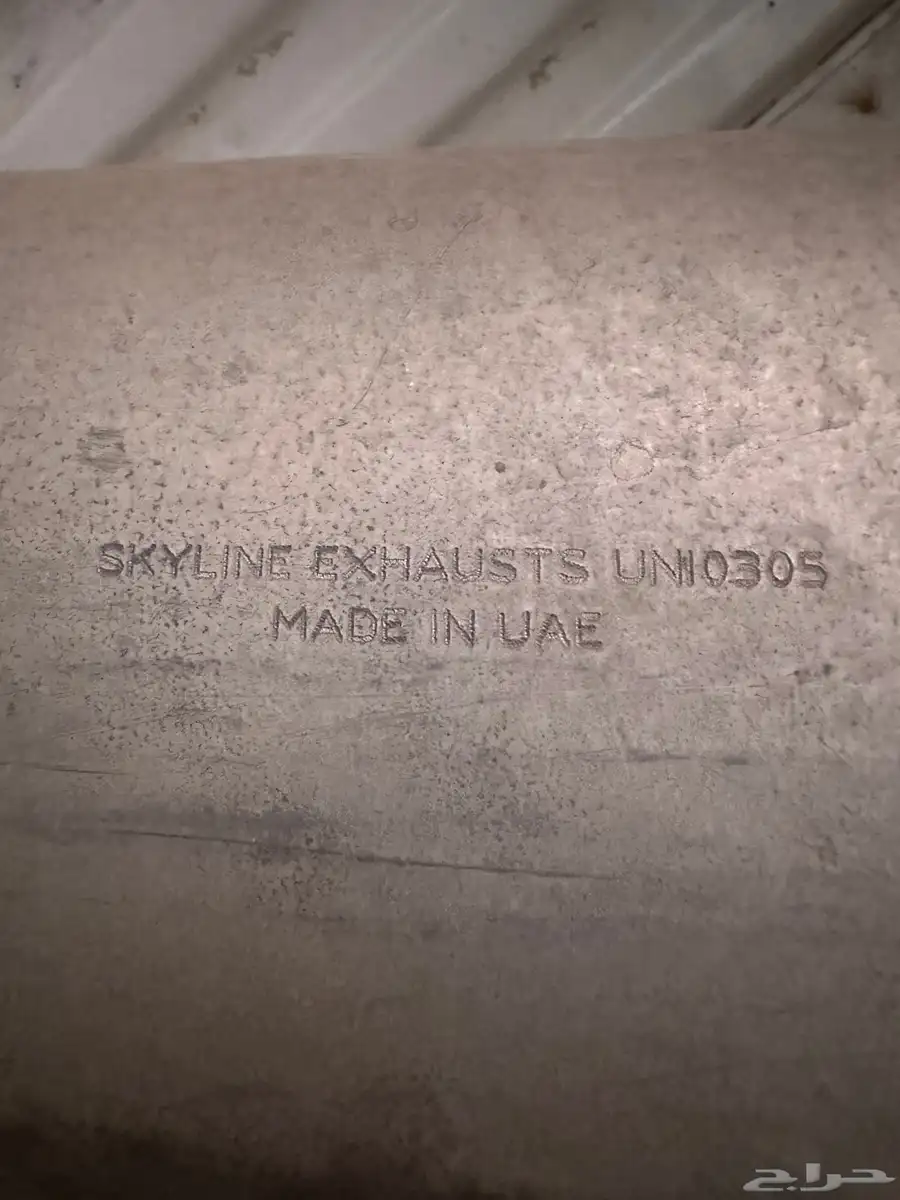 SKYLINE EXHAUSTS UNI0305
MADE IN UAE
حراج